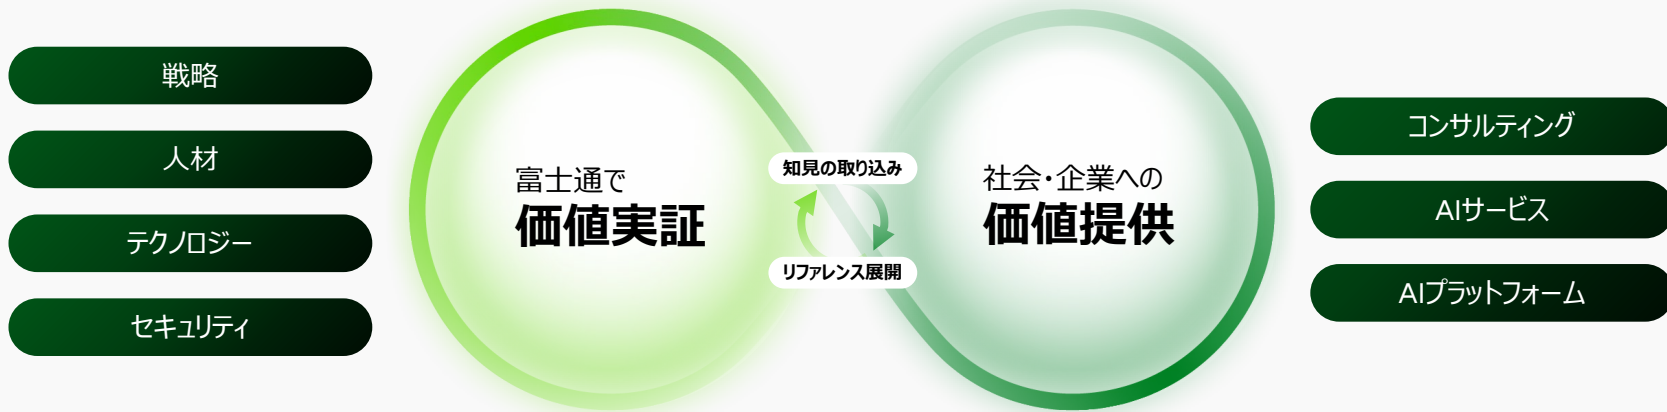 戦略
人材
テクノロジー
セキュリティ
富士通で
価値実証
知見の取り込み
リファレンス展開
社会・企業への
価値提供
コンサルティング
AIサービス
AIプラットフォーム